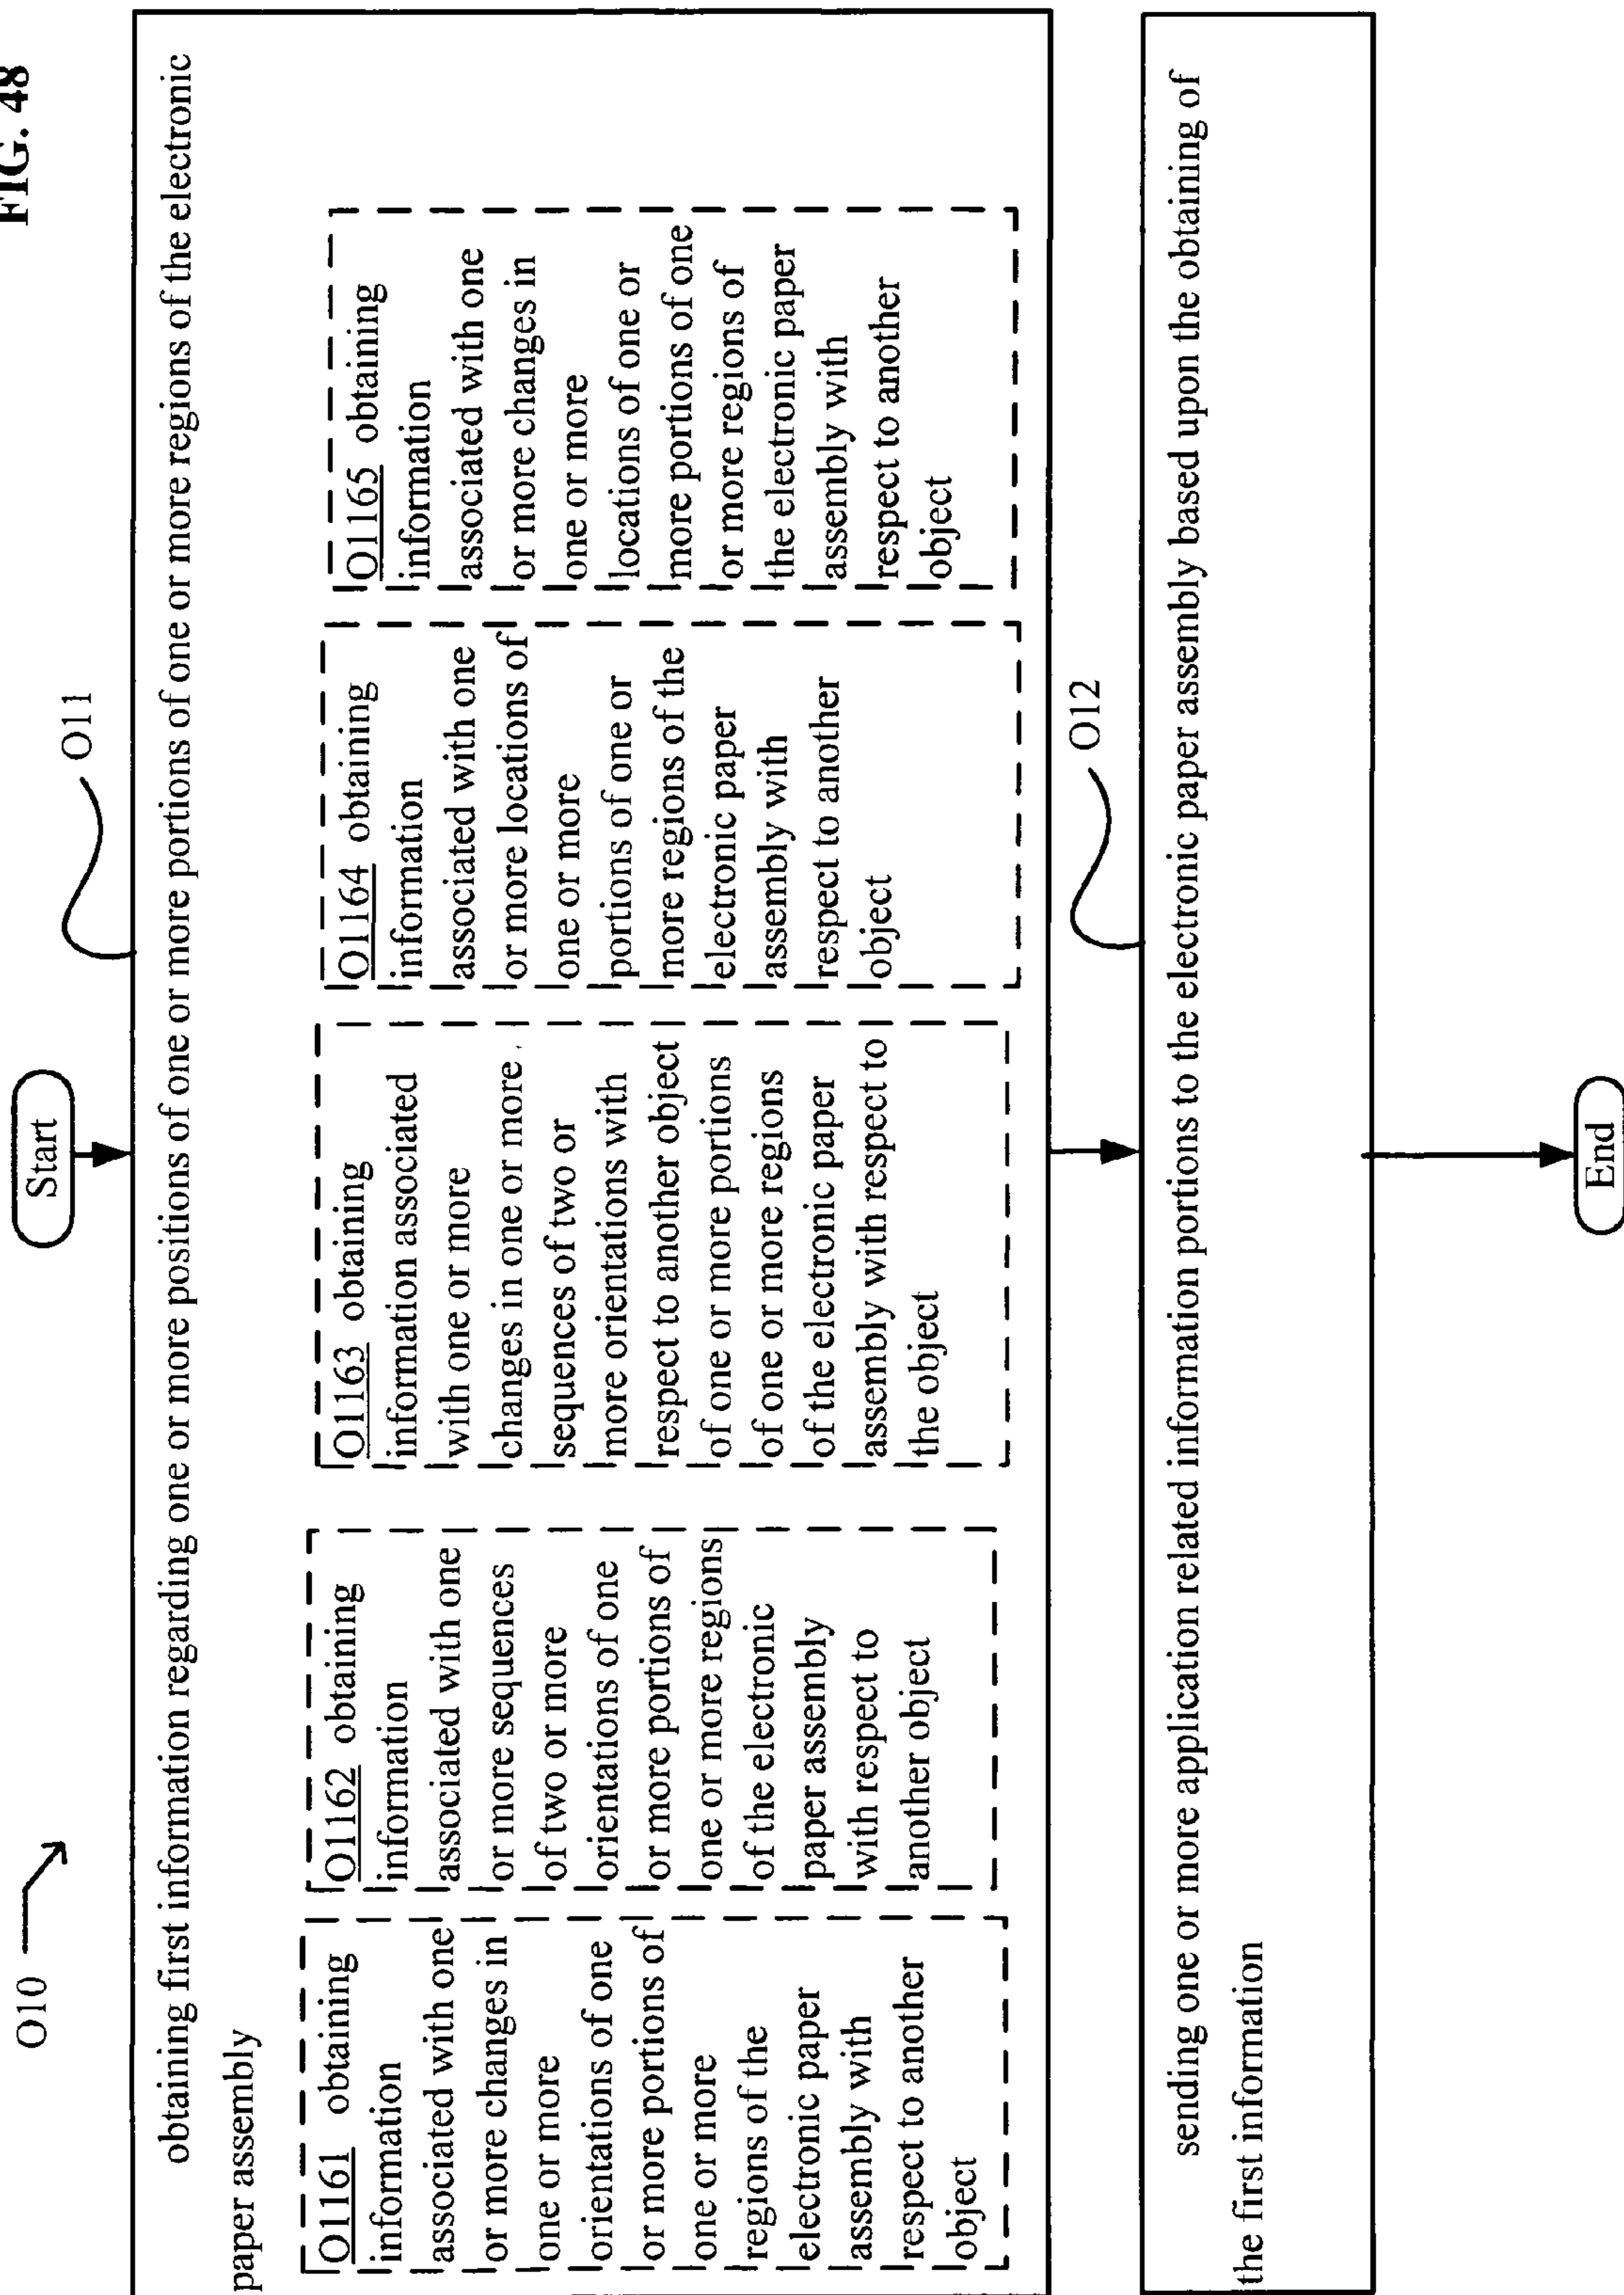 FIG. 48
O10
Start
O11
obtaining first information regarding one or more positions of one or more portions of one or more regions of the electronic
paper assembly
O1161 obtaining
information
associated with one
or more changes in
one or more
orientations of one
or more portions of
one or more
regions of the
electronic paper
assembly with
respect to another
object
O1162 obtaining
information
associated with one
or more sequences
of two or more
orientations of one
or more portions of
one or more regions
of the electronic
paper assembly
with respect to
another object
O1163 obtaining
information associated
with one or more
changes in one or more
sequences of two or
more orientations with
respect to another object
of one or more portions
of one or more regions
of the electronic paper
assembly with respect to
the object
O1164 obtaining
information
associated with one
or more locations of
one or more
portions of one or
more regions of the
electronic paper
assembly with
respect to another
object
O1165 obtaining
information
associated with one
or more changes in
one or more
locations of one or
more portions of one
or more regions of
the electronic paper
assembly with
respect to another
object
O12
sending one or more application related information portions to the electronic paper assembly based upon the obtaining of
the first information
End